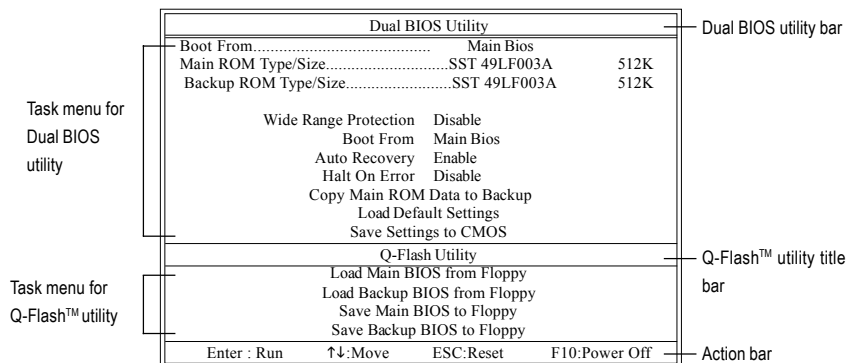 Dual BIOS Utility
Dual BIOS utility bar
Boot From.......................................... Main Bios
Main ROM Type/Size.............................SST 49LF003A 512K
Backup ROM Type/Size.........................SST 49LF003A 512K
Task menu for
Dual BIOS
utility
Wide Range Protection Disable
Boot From Main Bios
Auto Recovery Enable
Halt On Error Disable
Copy Main ROM Data to Backup
Load Default Settings
Save Settings to CMOS
Q-Flash Utility
Q-Flash™ utility title
bar
Task menu for
Q-Flash™ utility
Load Main BIOS from Floppy
Load Backup BIOS from Floppy
Save Main BIOS to Floppy
Save Backup BIOS to Floppy
Enter : Run ↑↓:Move ESC:Reset F10:Power Off
Action bar